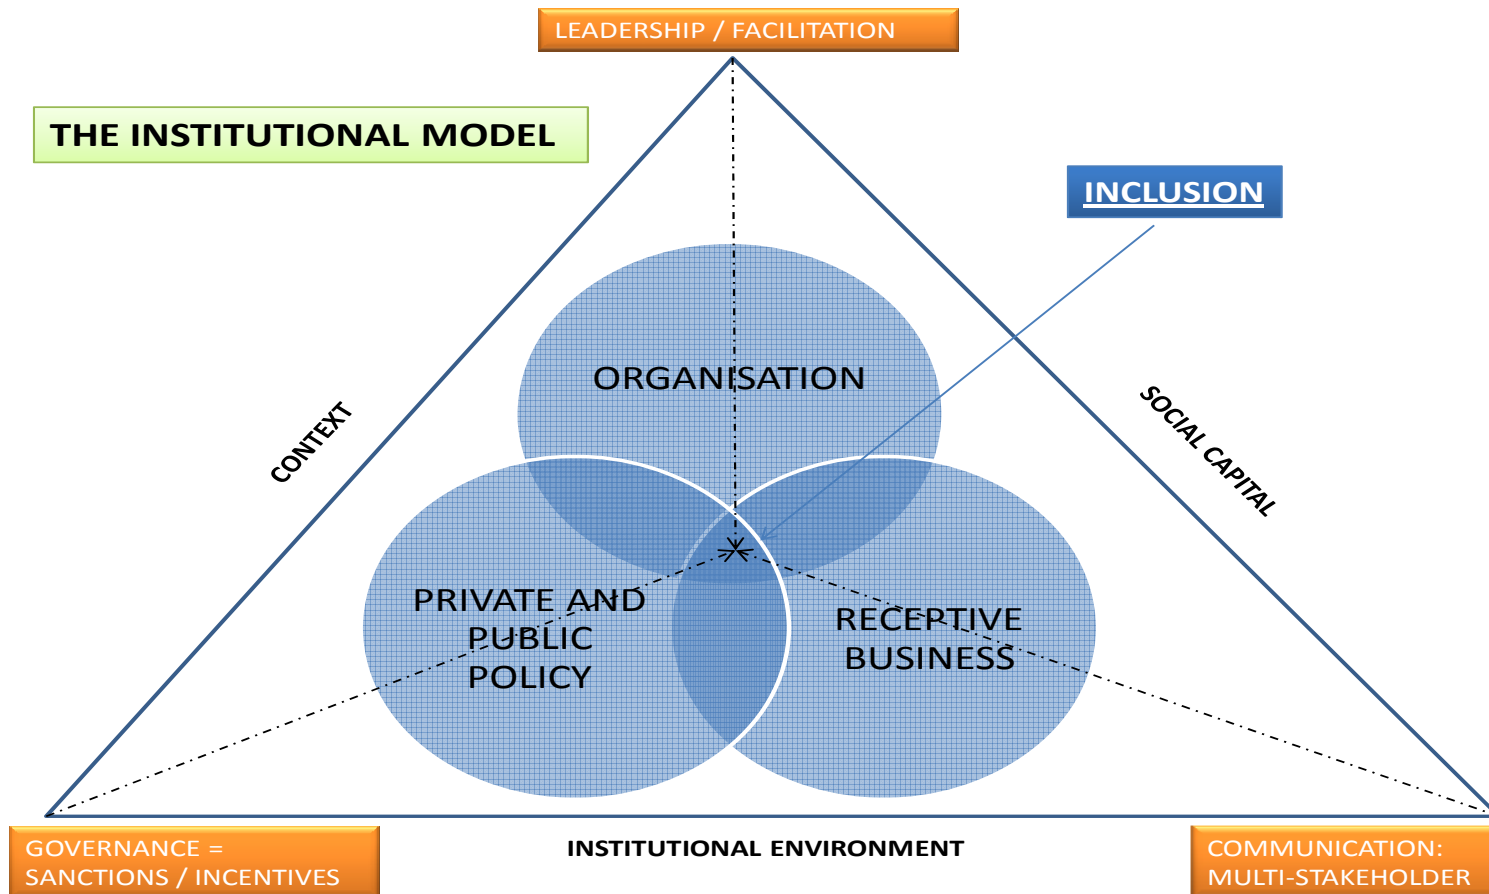 LEADERSHIP / FACILITATION
THE INSTITUTIONAL MODEL
INCLUSION
ORGANISATION
CONTEXT
SOCIAL CAPITAL
PRIVATE AND
PUBLIC
POLICY
RECEPTIVE
BUSINESS
GOVERNANCE =
SANCTIONS / INCENTIVES
INSTITUTIONAL ENVIRONMENT
COMMUNICATION:
MULTI-STAKEHOLDER